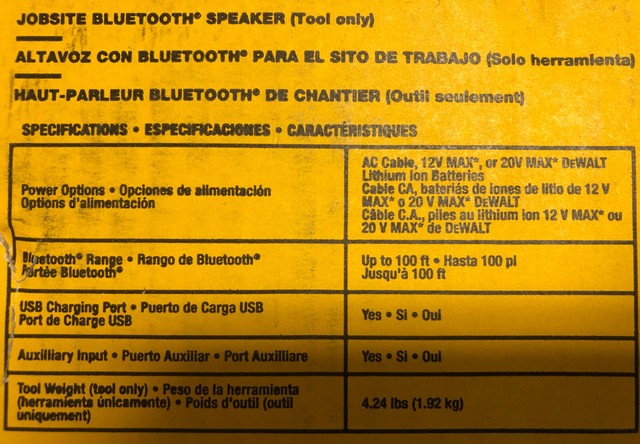 JOBSITE BLUETOOTH® SPEAKER (Tool only)
ALTAVOZ CON BLUETOOTH® PARA EL SITO DE TRABAJO (Solo herramienta)
HAUT-PARLEUR BLUETOOTH® DE CHANTIER (Outil seulement)
SPECIFICATIONS • ESPECIFICACIONES • CARACTÉRISTIQUES
Power Options • Opciones de alimentación
Options d'alimentación
AC Cable, 12V MAX*, or 20V MAX* DEWALT
Lithium Ion Batteries
Cable CA, bateriás de iones de litio de 12 V
MAX* o 20 V MAX* DEWALT
Câble C.A., piles au lithium ion 12 V MAX* ou
20 V MAX* de DEWALT
Bluetooth® Range • Rango de Bluetooth®
Portée Bluetooth®
Up to 100 ft • Hasta 100 pi
Jusqu'à 100 ft
USB Charging Port • Puerto de Carga USB
Port de Charge USB
Yes • Si • Oui
Auxilliary Input • Puerto Auxiliar • Port Auxilliare
Yes • Si • Oui
Tool Weight (tool only) • Peso de la herramienta
(herramienta únicamente) • Poids d'outil (outil
uniquement)
4.24 lbs (1.92 kg)